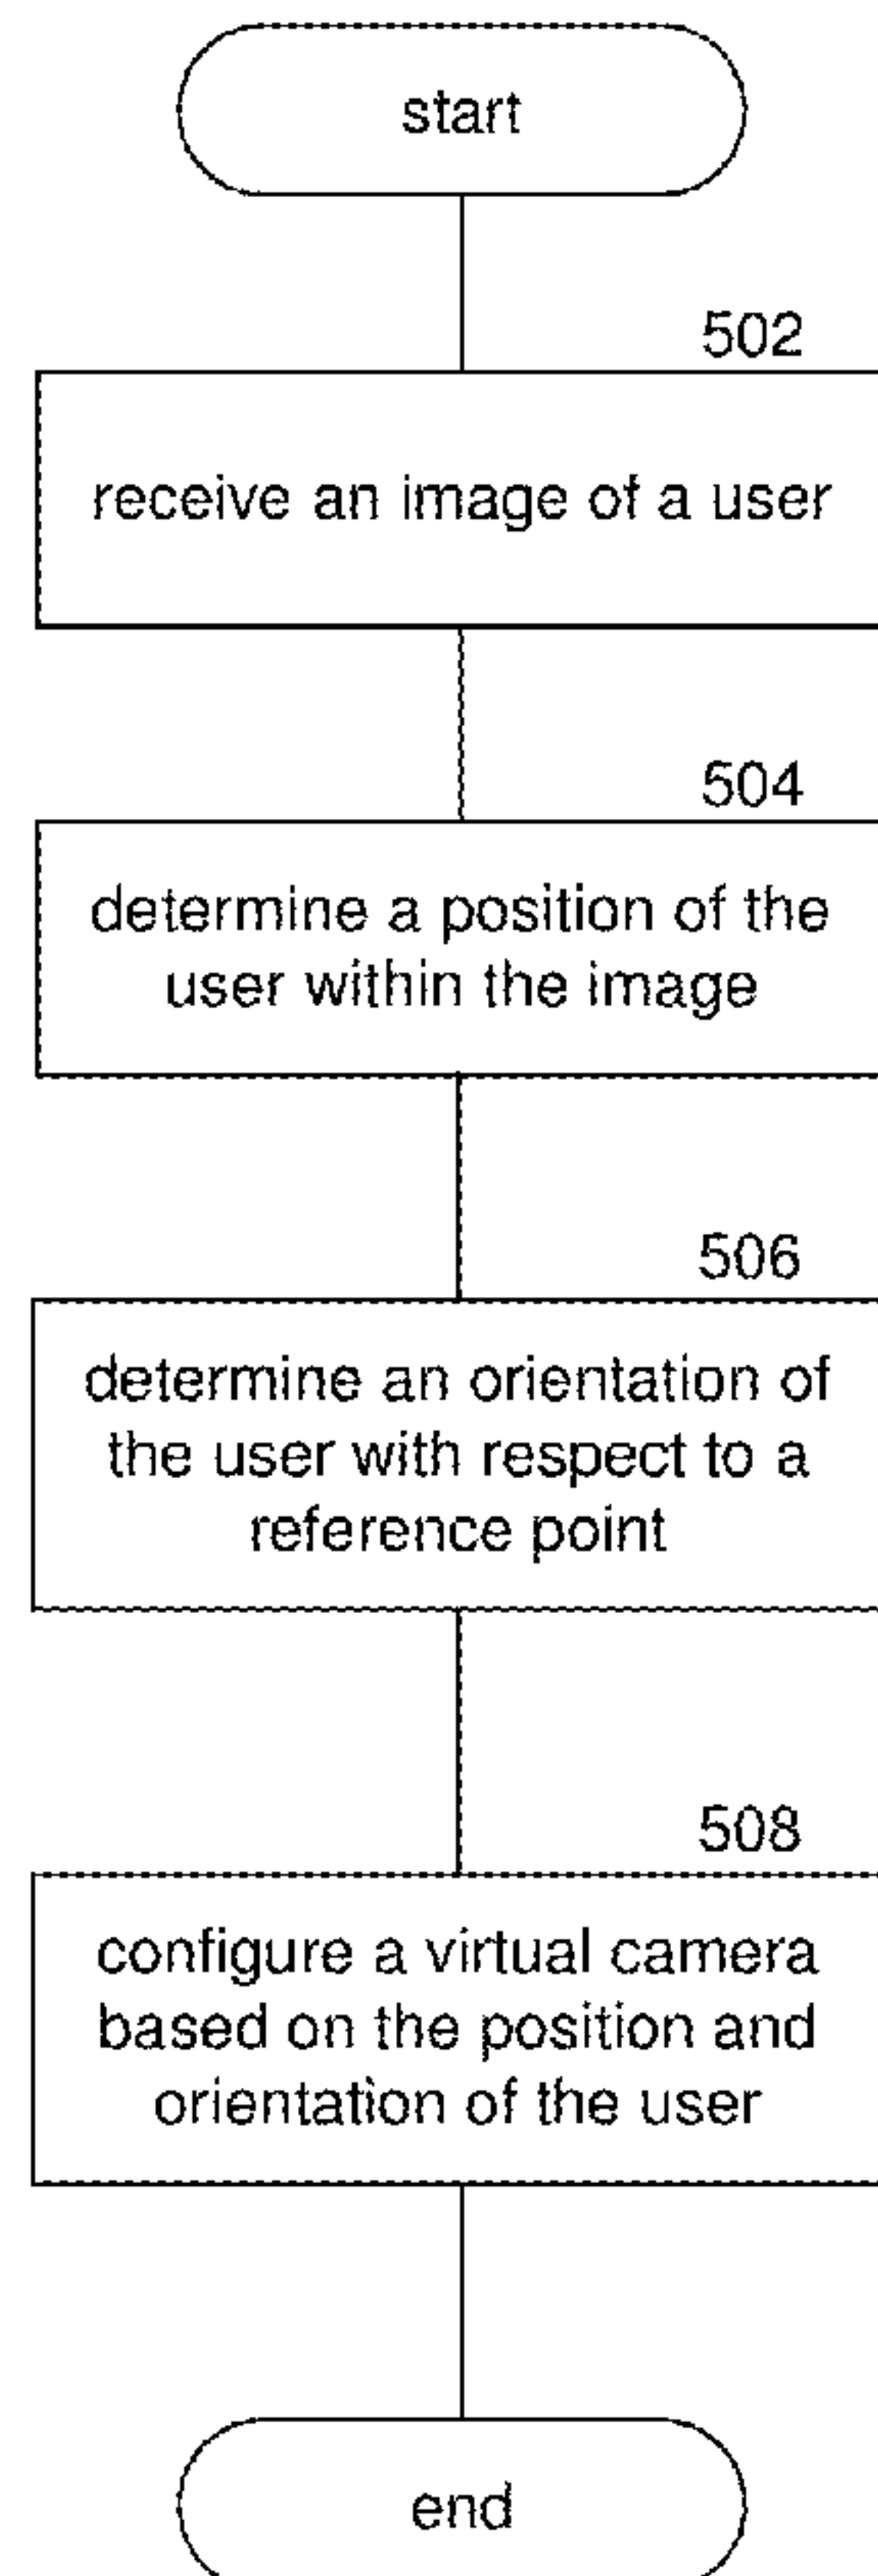 start
502
receive an image of a user
504
determine a position of the
user within the image
506
determine an orientation of
the user with respect to a
reference point
508
configure a virtual camera
based on the position and
orientation of the user
end